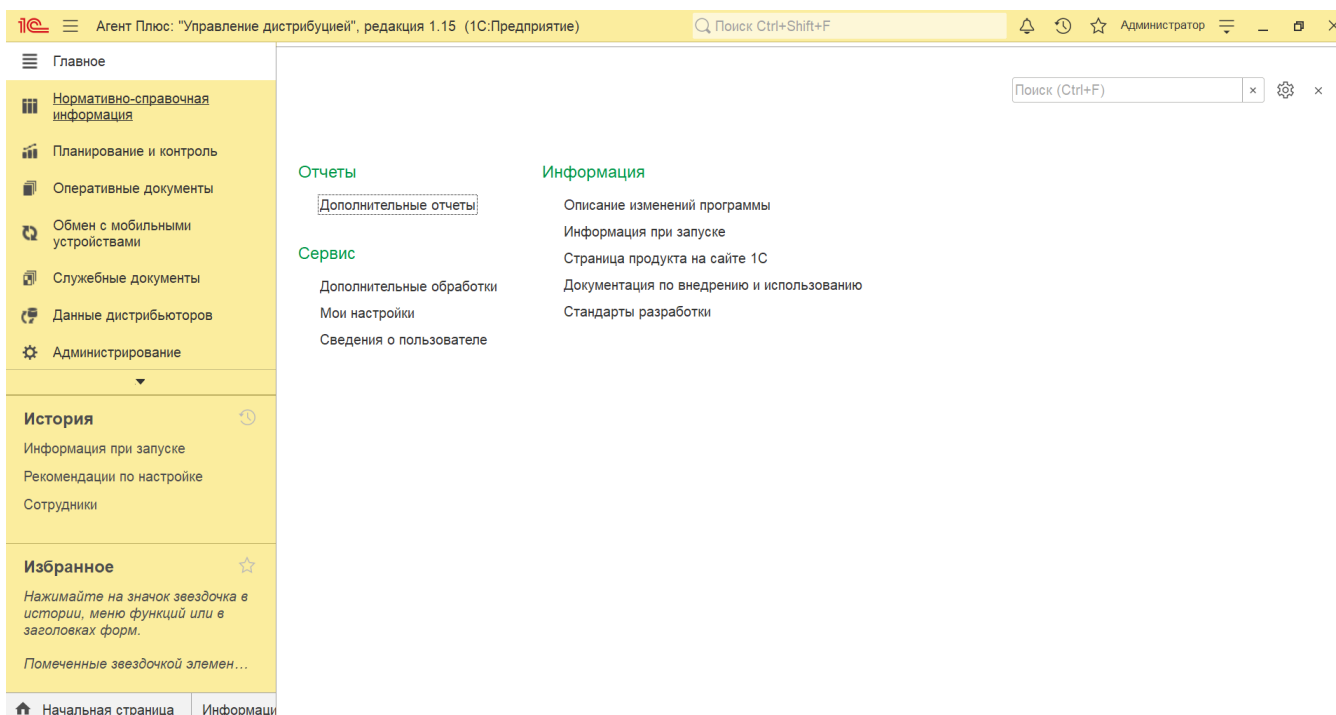 Агент Плюс: "Управление дистрибуцией", редакция 1.15 (1С:Предприятие)
Поиск Ctrl+Shift+F
Администратор
Главное
Нормативно-справочная
информация
Планирование и контроль
Оперативные документы
Обмен с мобильными
устройствами
Служебные документы
Данные дистрибьюторов
Администрирование
История
Информация при запуске
Рекомендации по настройке
Сотрудники
Избранное
Нажимайте на значок звездочка в
истории, меню функций или в
заголовках форм.
Помеченные звездочкой элемен...
Начальная страница
Информаци
Поиск (Ctrl+F)
Отчеты
Дополнительные отчеты
Сервис
Дополнительные обработки
Мои настройки
Сведения о пользователе
Информация
Описание изменений программы
Информация при запуске
Страница продукта на сайте 1С
Документация по внедрению и использованию
Стандарты разработки